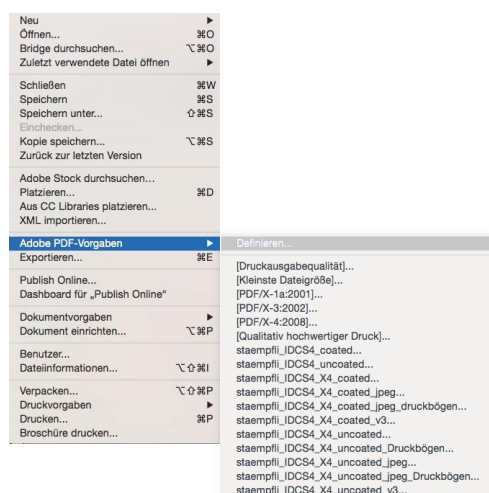 Neu ▶
Öffnen... ⌘O
Bridge durchsuchen... ⌥⌘O
Zuletzt verwendete Datei öffnen ▶
Schließen ⌘W
Speichern ⌘S
Speichern unter... ⇧⌘S
Einchecken...
Kopie speichern... ⌥⌘S
Zurück zur letzten Version
Adobe Stock durchsuchen...
Platzieren... ⌘D
Aus CC Libraries platzieren...
XML importieren...
Adobe PDF-Vorgaben ▶
Exportieren... ⌘E
Publish Online...
Dashboard für „Publish Online“
Dokumentvorgaben ▶
Dokument einrichten... ⌥⌘P
Benutzer...
Dateiinformationen... ⌥⇧⌘I
Verpacken... ⌥⇧⌘P
Druckvorgaben ▶
Drucken... ⌘P
Broschüre drucken...
Definieren...
[Druckausgabequalität]...
[Kleinste Dateigröße]...
[PDF/X-1a:2001]...
[PDF/X-3:2002]...
[PDF/X-4:2008]...
[Qualitativ hochwertiger Druck]...
staempfli_IDCS4_coated...
staempfli_IDCS4_uncoated...
staempfli_IDCS4_X4_coated...
staempfli_IDCS4_X4_coated_jpeg...
staempfli_IDCS4_X4_coated_jpeg_druckbögen...
staempfli_IDCS4_X4_coated_v3...
staempfli_IDCS4_X4_uncoated...
staempfli_IDCS4_X4_uncoated_Druckbögen...
staempfli_IDCS4_X4_uncoated_jpeg...
staempfli_IDCS4_X4_uncoated_jpeg_Druckbögen...
staempfli_IDCS4_X4_uncoated_v3...